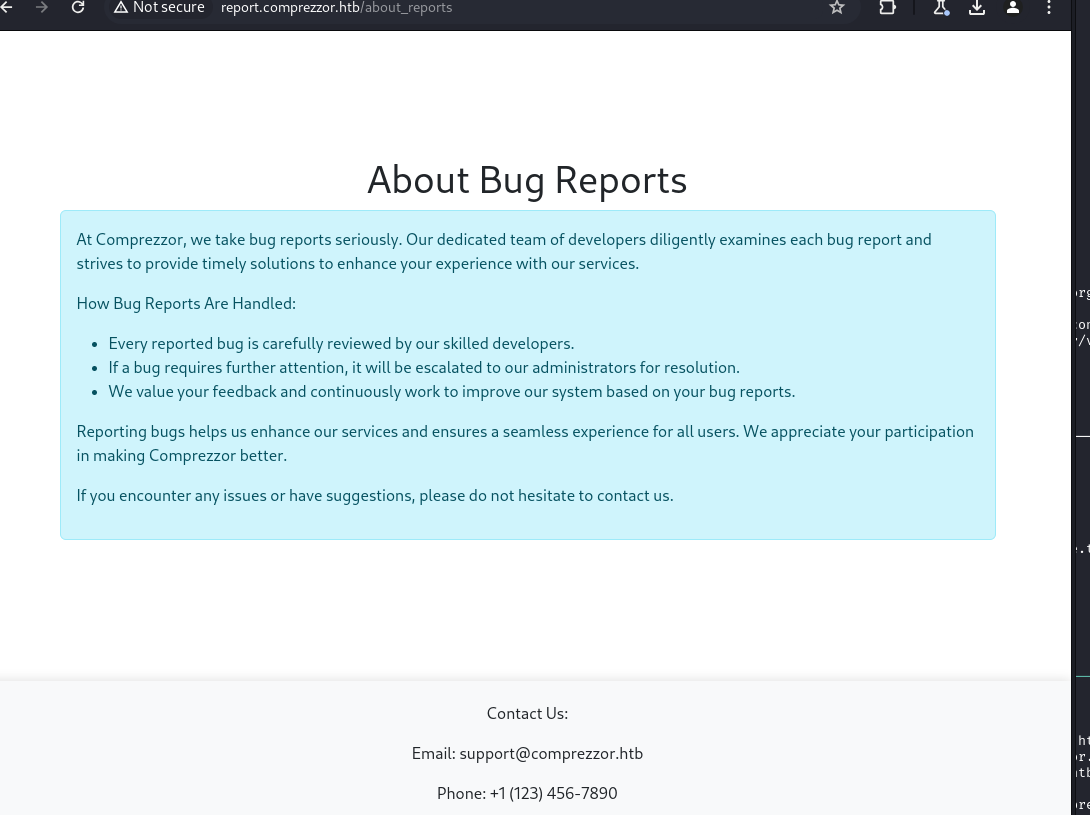 Not secure report.comprezzor.htb/about_reports
About Bug Reports
At Comprezzor, we take bug reports seriously. Our dedicated team of developers diligently examines each bug report and
strives to provide timely solutions to enhance your experience with our services.
How Bug Reports Are Handled:
• Every reported bug is carefully reviewed by our skilled developers.
• If a bug requires further attention, it will be escalated to our administrators for resolution.
• We value your feedback and continuously work to improve our system based on your bug reports.
Reporting bugs helps us enhance our services and ensures a seamless experience for all users. We appreciate your participation
in making Comprezzor better.
If you encounter any issues or have suggestions, please do not hesitate to contact us.
Contact Us:
Email: support@comprezzor.htb
Phone: +1 (123) 456-7890